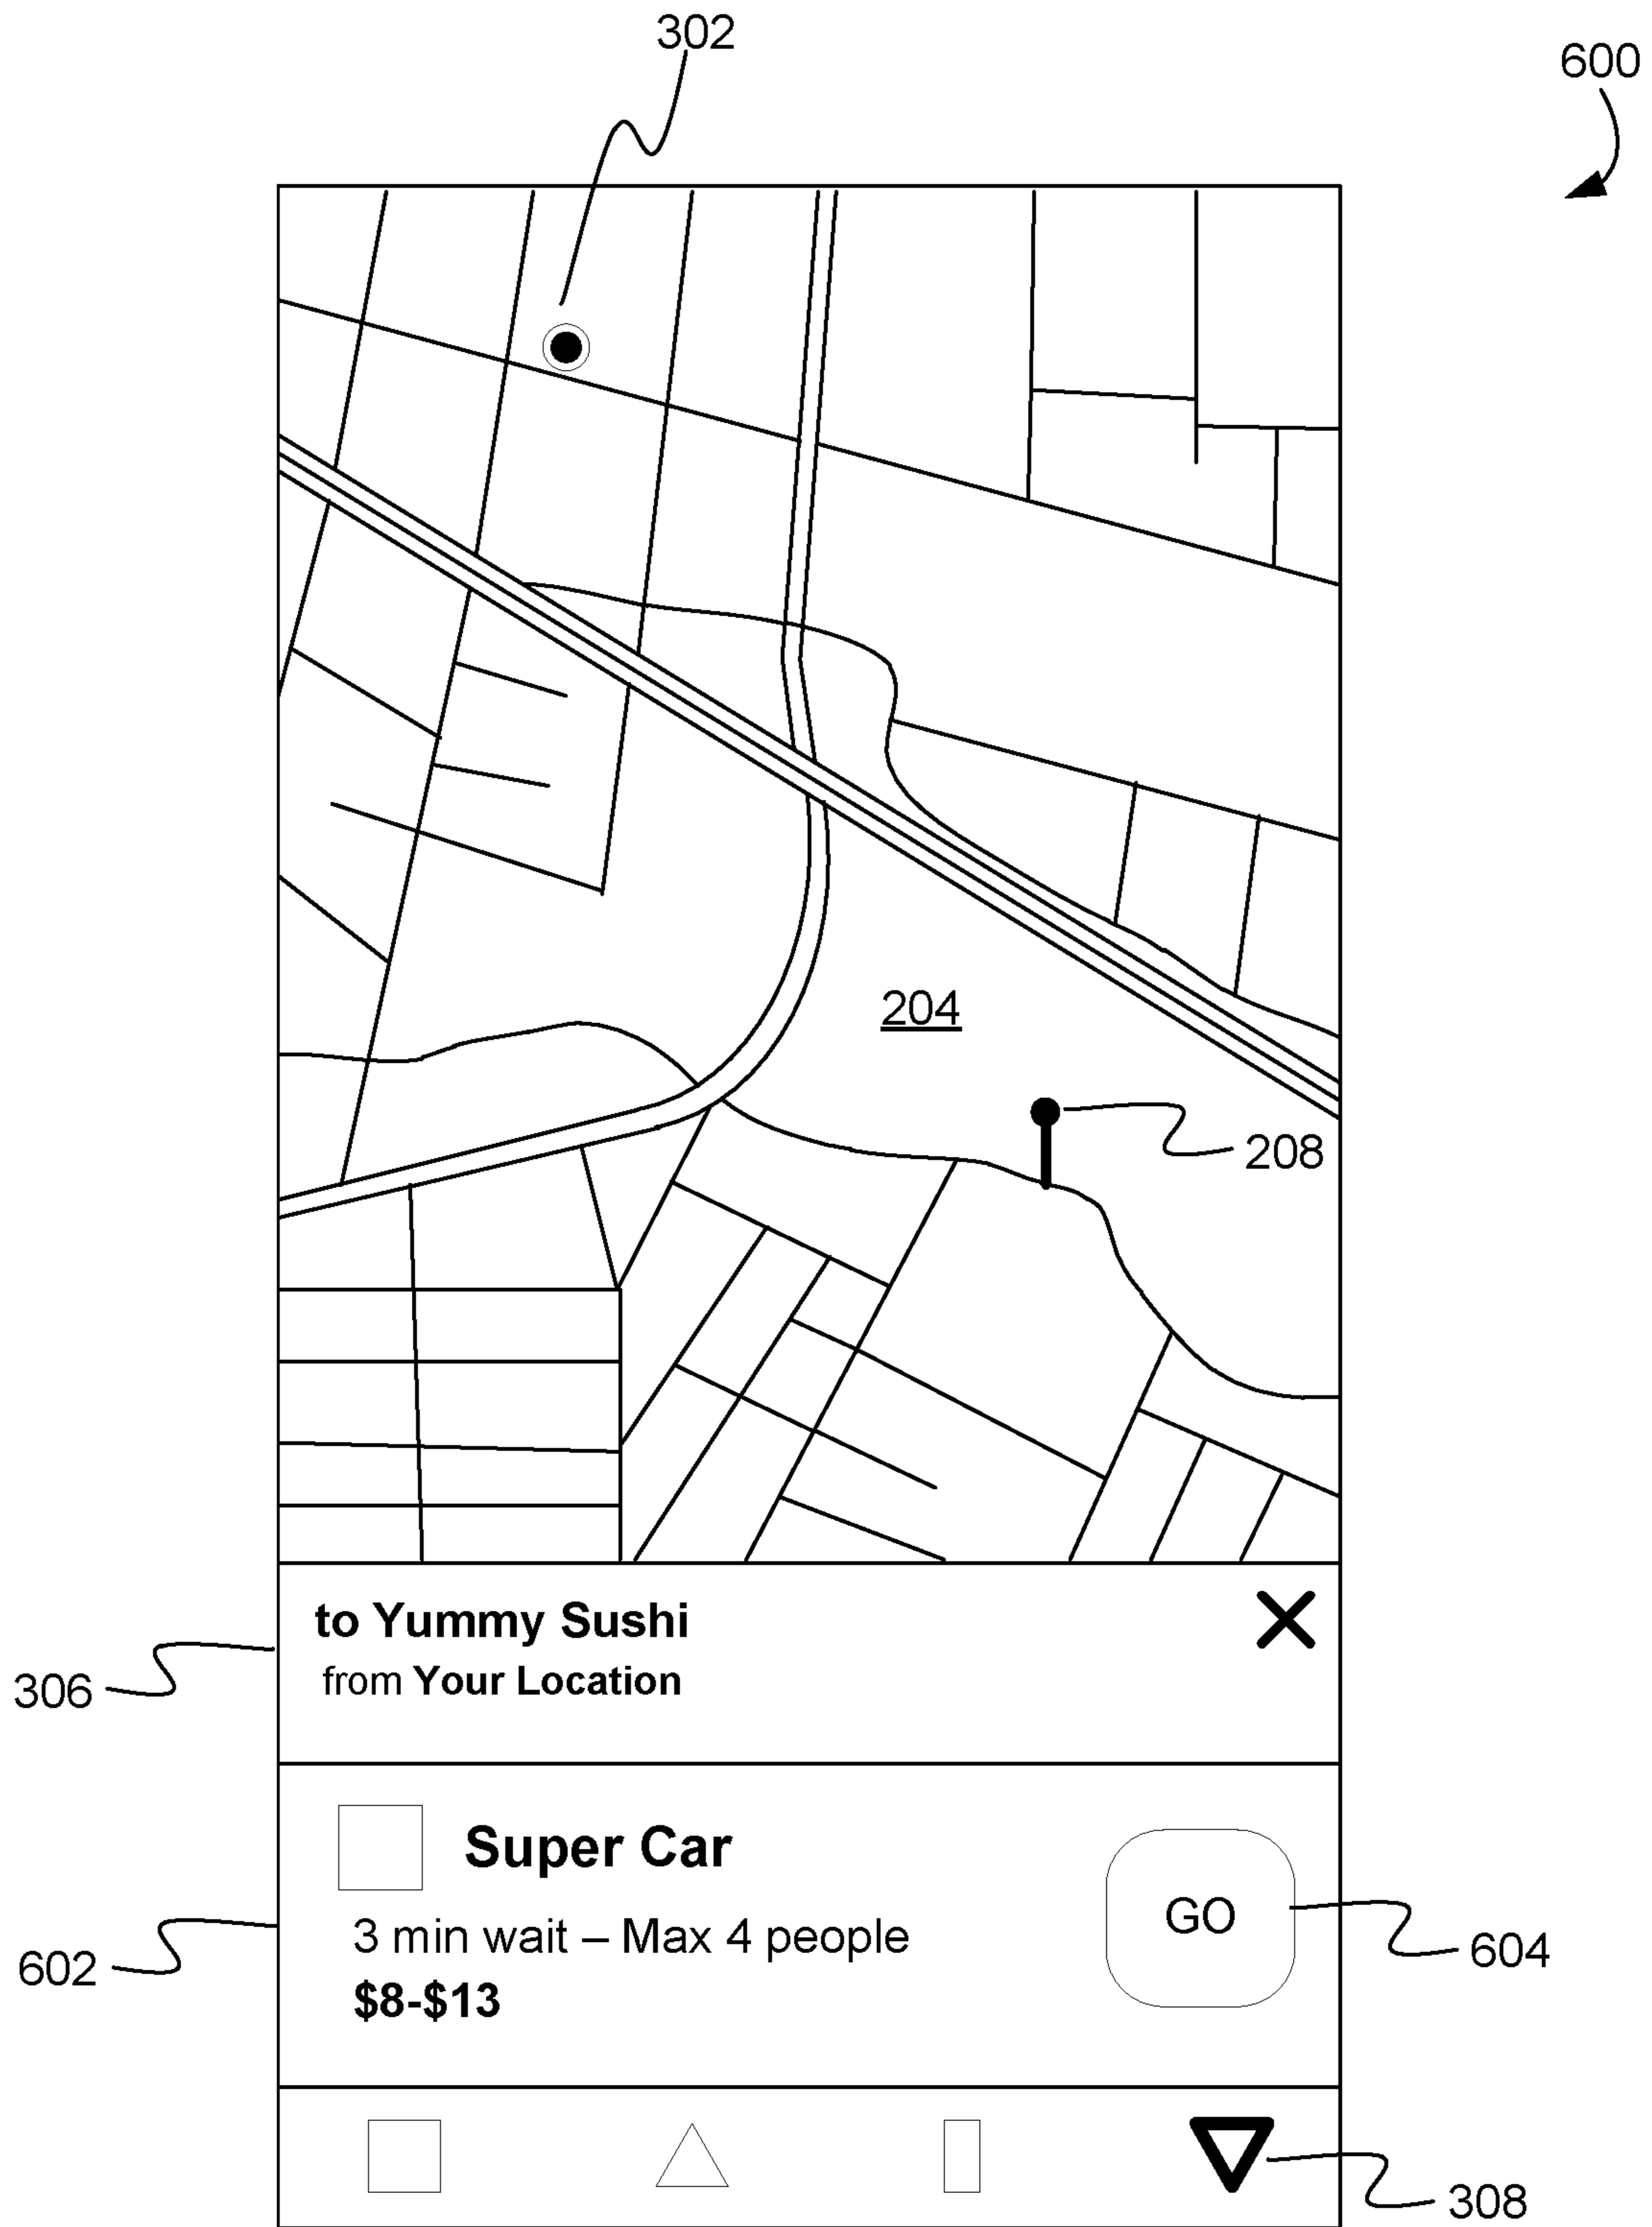 302
600
204
208
to Yummy Sushi
from Your Location
306
Super Car
3 min wait – Max 4 people
GO
$8-$13
602
604
308